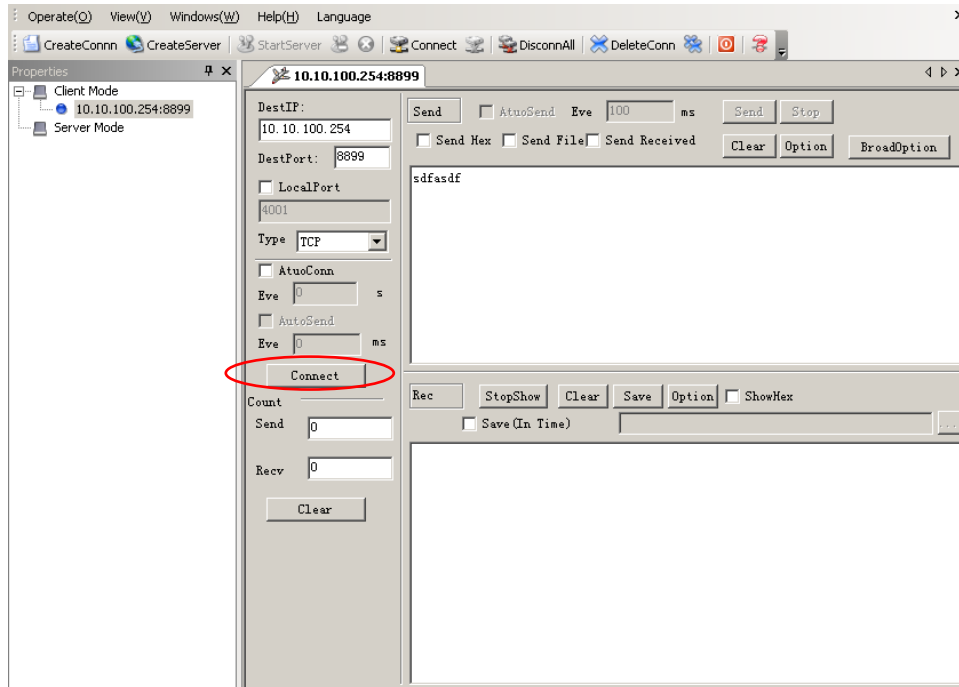 Operate(O) View(V) Windows(W) Help(H) Language
CreateConnn CreateServer StartServer Connect DisconnAll DeleteConn
Properties
Client Mode
10.10.100.254:8899
Server Mode
10.10.100.254:8899
DestIP:
10.10.100.254
DestPort: 8899
LocalPort
4001
Type TCP
AtuoConn
Eve 0 s
AutoSend
Eve 0 ms
Connect
Count
Send 0
Recv 0
Clear
Send AtuoSend Eve 100 ms Send Stop
Send Hex Send File Send Received Clear Option BroadOption
sdfasdf
Rec StopShow Clear Save Option ShowHex
Save(In Time) ...